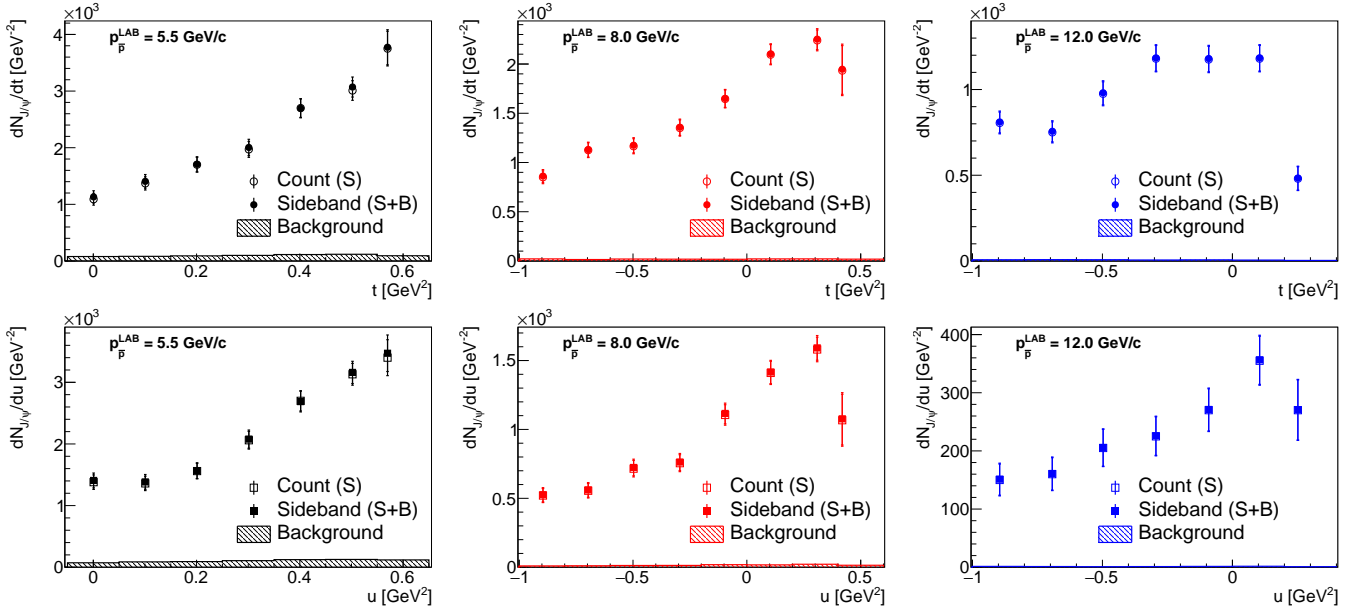 ×10³
p_p̄^LAB = 5.5 GeV/c
dN_J/ψ/dt [GeV⁻²]
4
3
2
1
0
Count (S)
Sideband (S+B)
Background
0 0.2 0.4 0.6
t [GeV²]
×10³
p_p̄^LAB = 8.0 GeV/c
dN_J/ψ/dt [GeV⁻²]
2.5
2
1.5
1
0.5
0
Count (S)
Sideband (S+B)
Background
−1 −0.5 0 0.5
t [GeV²]
×10³
p_p̄^LAB = 12.0 GeV/c
dN_J/ψ/dt [GeV⁻²]
1
0.5
0
Count (S)
Sideband (S+B)
Background
−1 −0.5 0
t [GeV²]
×10³
p_p̄^LAB = 5.5 GeV/c
dN_J/ψ/du [GeV⁻²]
3
2
1
0
Count (S)
Sideband (S+B)
Background
0 0.2 0.4 0.6
u [GeV²]
×10³
p_p̄^LAB = 8.0 GeV/c
dN_J/ψ/du [GeV⁻²]
1.5
1
0.5
0
Count (S)
Sideband (S+B)
Background
−1 −0.5 0 0.5
u [GeV²]
p_p̄^LAB = 12.0 GeV/c
dN_J/ψ/du [GeV⁻²]
400
300
200
100
0
Count (S)
Sideband (S+B)
Background
−1 −0.5 0
u [GeV²]